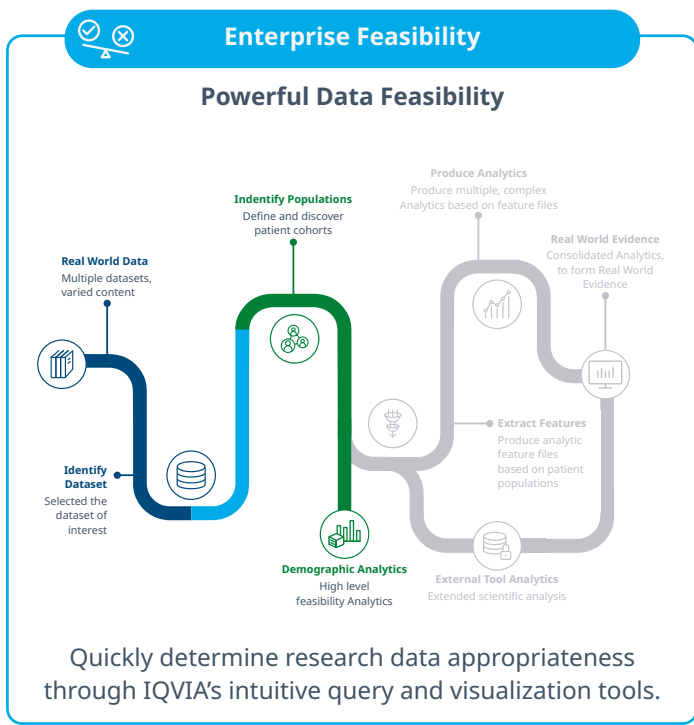 Enterprise Feasibility
Powerful Data Feasibility
Real World Data
Multiple datasets,
varied content
Identify
Dataset
Selected the
dataset of
interest
Indentify Populations
Define and discover
patient cohorts
Demographic Analytics
High level
feasibility Analytics
Produce Analytics
Produce multiple, complex
Analytics based on feature files
Real World Evidence
Consolidated Analytics,
to form Real World
Evidence
Extract Features
Produce analytic
feature files
based on patient
populations
External Tool Analytics
Extended scientific analysis
Quickly determine research data appropriateness
through IQVIA’s intuitive query and visualization tools.